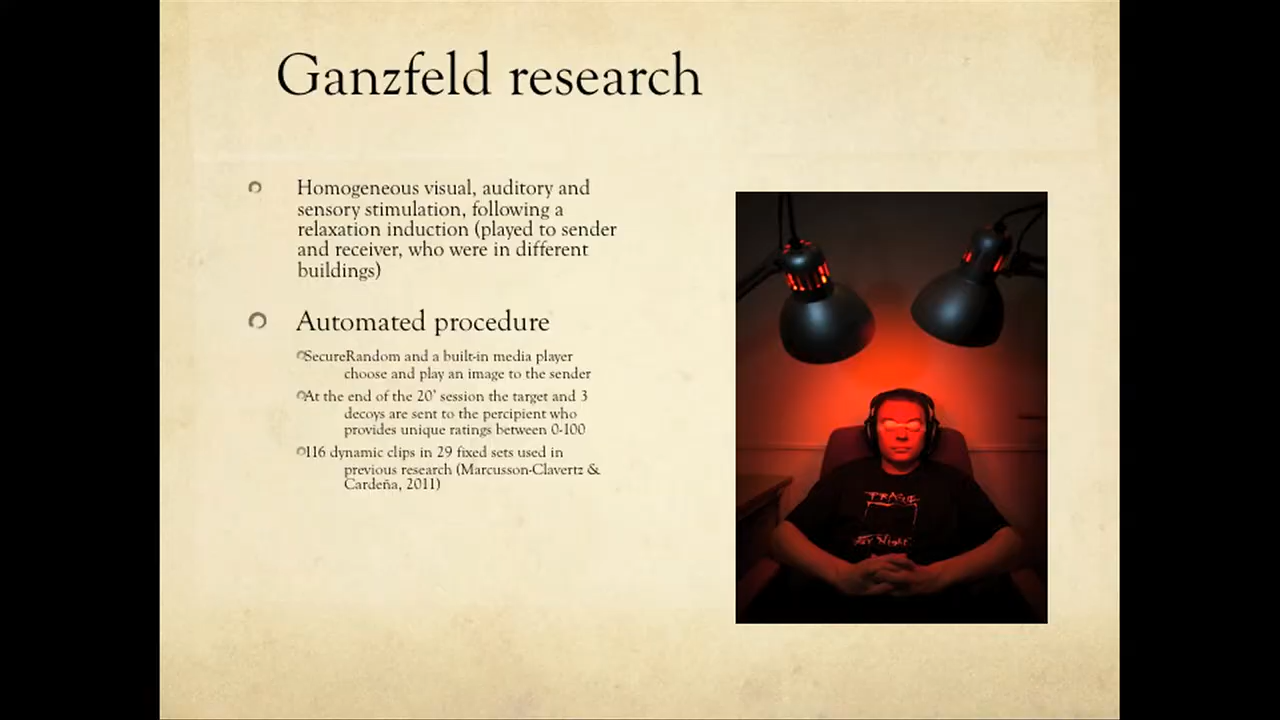 Ganzfeld research
Homogeneous visual, auditory and
sensory stimulation, following a
relaxation induction (played to sender
and receiver, who were in different
buildings)
Automated procedure
SecureRandom and a built-in media player
choose and play an image to the sender
At the end of the 20' session the target and 3
decoys are sent to the percipient who
provides unique ratings between 0-100
116 dynamic clips in 29 fixed sets used in
previous research (Marcusson-Clavertz &
Cardeña, 2011)
PRAGUE